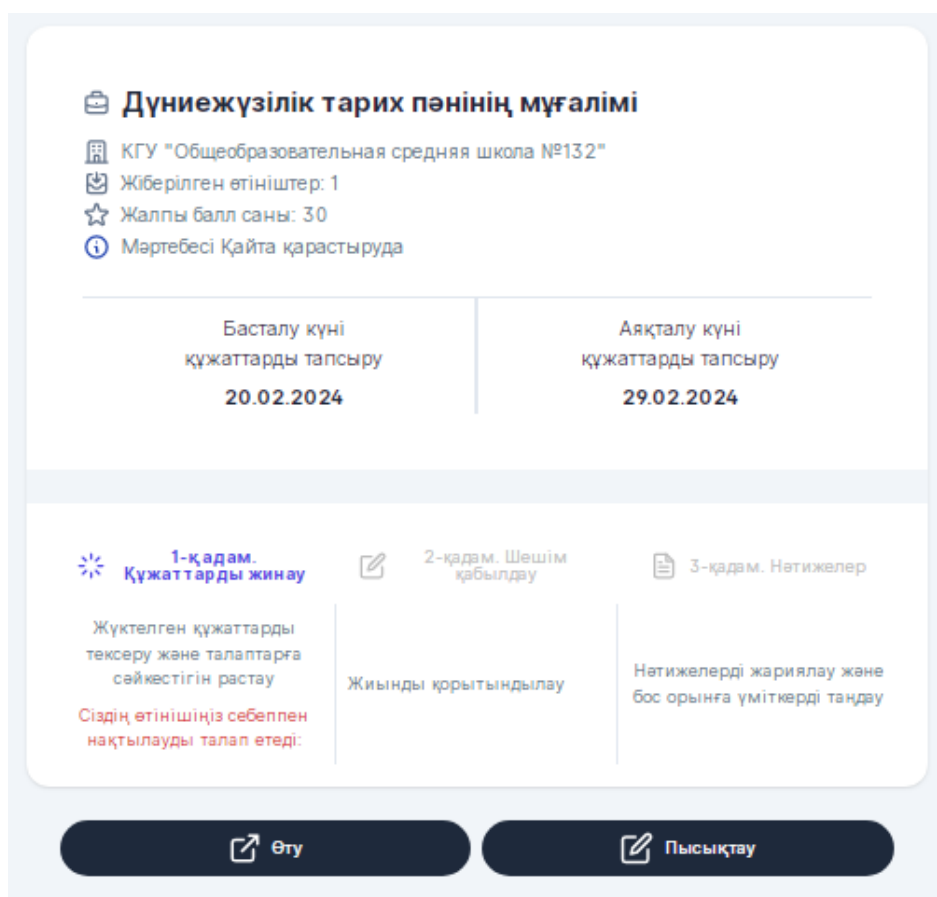 Дүниежүзілік тарих пәнінің мұғалімі
КГУ "Общеобразовательная средняя школа №132"
Жіберілген өтініштер: 1
Жалпы балл саны: 30
Мәртебесі Қайта қарастыруда
Басталу күні
құжаттарды тапсыру
20.02.2024
Аяқталу күні
құжаттарды тапсыру
29.02.2024
1-қадам.
Құжаттарды жинау
Жүктелген құжаттарды
тексеру және талаптарға
сәйкестігін растау
Сіздің өтінішіңіз себеппен
нақтылауды талап етеді:
2-қадам. Шешім
қабылдау
Жиынды қорытындылау
3-қадам. Нәтижелер
Нәтижелерді жариялау және
бос орынға үміткерді таңдау
Өту
Пысықтау